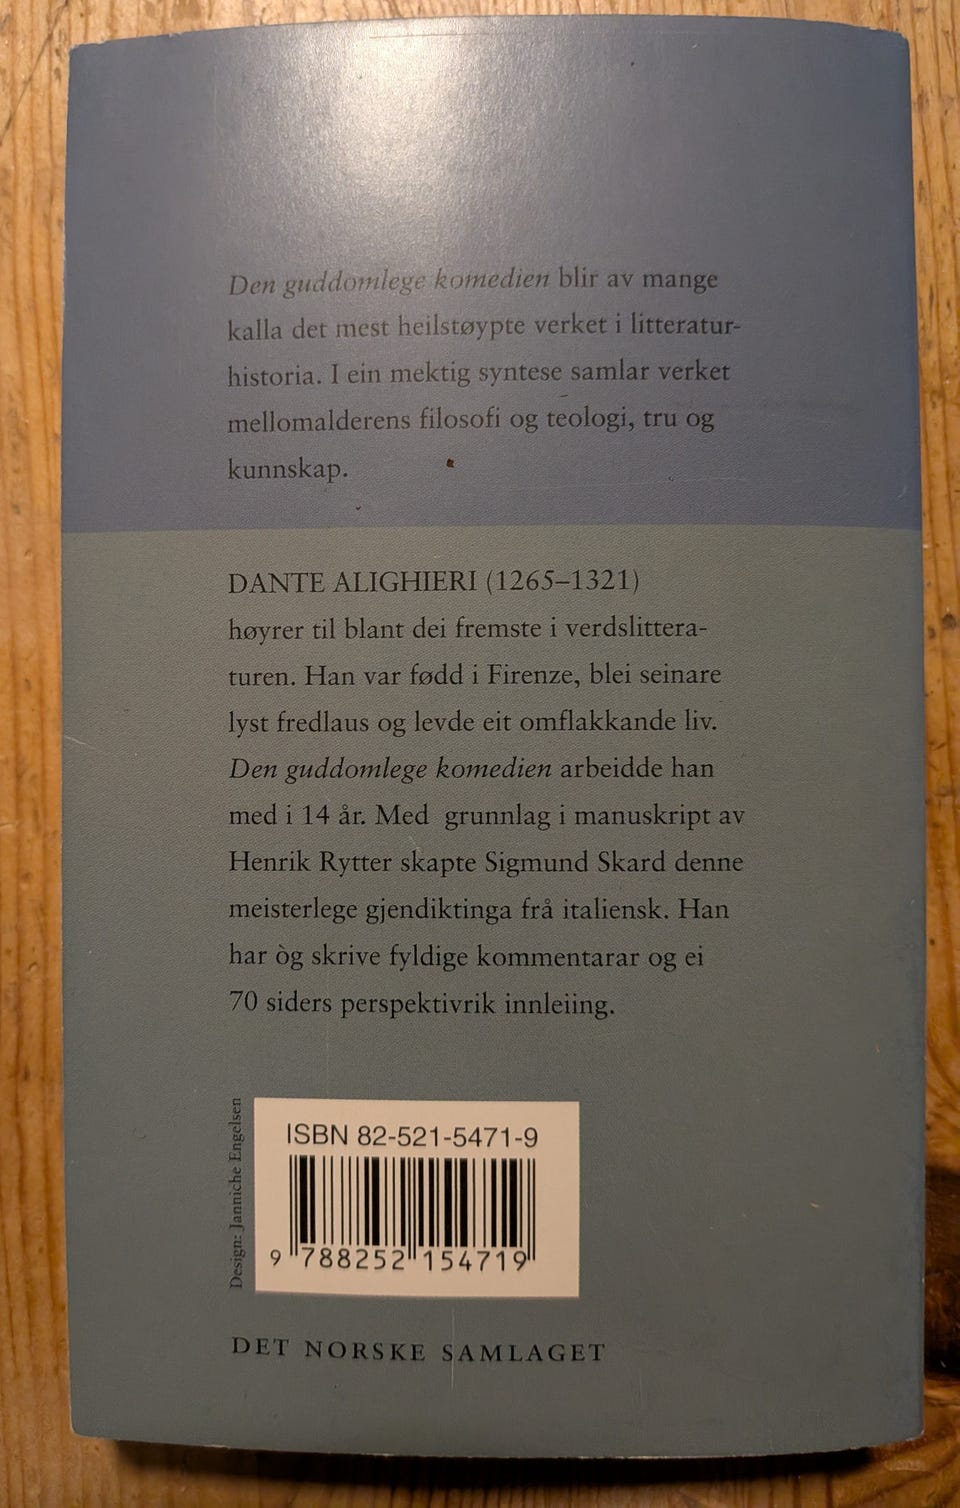 Den guddomlege komedien blir av mange
kalla det mest heilstøypte verket i litteratur-
historia. I ein mektig syntese samlar verket
mellomalderens filosofi og teologi, tru og
kunnskap.
DANTE ALIGHIERI (1265–1321)
høyrer til blant dei fremste i verdslittera-
turen. Han var fødd i Firenze, blei seinare
lyst fredlaus og levde eit omflakkande liv.
Den guddomlege komedien arbeidde han
med i 14 år. Med  grunnlag i manuskript av
Henrik Rytter skapte Sigmund Skard denne
meisterlege gjendiktinga frå italiensk. Han
har òg skrive fyldige kommentarar og ei
70 siders perspektivrik innleiing.
Design: Janniche Engelsen
ISBN 82-521-5471-9
9 788252 154719
DET NORSKE SAMLAGET